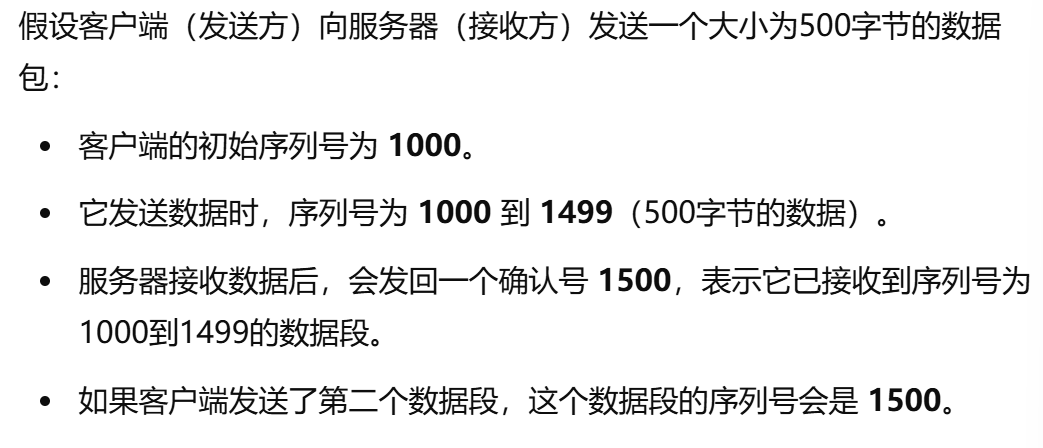 假设客户端（发送方）向服务器（接收方）发送一个大小为500字节的数据
包：
• 客户端的初始序列号为 1000。
• 它发送数据时，序列号为 1000 到 1499（500字节的数据）。
• 服务器接收数据后，会发回一个确认号 1500，表示它已接收到序列号为
1000到1499的数据段。
• 如果客户端发送了第二个数据段，这个数据段的序列号会是 1500。